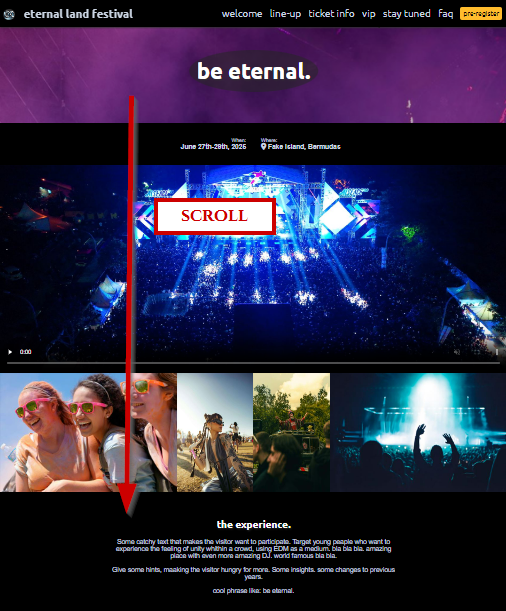 eternal land festival
welcome line-up ticket info vip stay tuned faq pre-register
be eternal.
When: Where:
June 27th-29th, 2025 Fake Island, Bermudas
SCROLL
0:00
the experience.
Some catchy text that makes the visitor want to participate. Target young peaple who want to
experience the feeling of unity whithin a crowd, using EDM as a medium. bla bla bla. amazing
place with even more amazing DJ. world famous bla bla.
Give some hints, maaking the visitor hungry for more. Some insights. some changes to previous
years.
cool phrase like: be eternal.